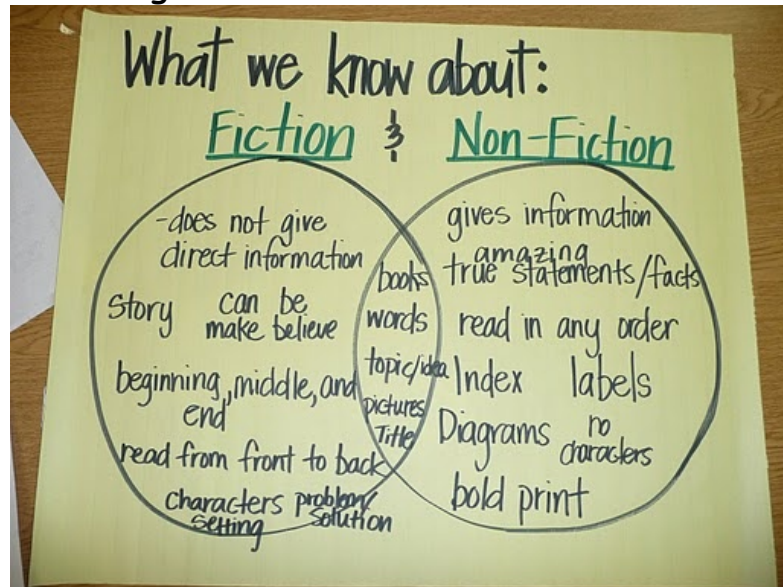 What we know about:
Fiction & Non-Fiction
-does not give
direct information
story can be
make believe
beginning, middle, and
end
read from front to back
characters problem/
setting solution
books
words
topic/idea
pictures
Title
gives information
amazing
true statements/facts
read in any order
Index labels
Diagrams no
characters
bold print